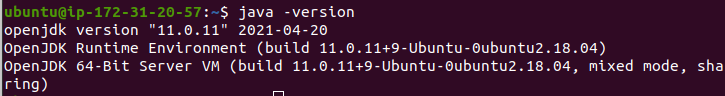 ubuntu@ip-172-31-20-57:~$ java -version
openjdk version "11.0.11" 2021-04-20
OpenJDK Runtime Environment (build 11.0.11+9-Ubuntu-0ubuntu2.18.04)
OpenJDK 64-Bit Server VM (build 11.0.11+9-Ubuntu-0ubuntu2.18.04, mixed mode, sha
ring)